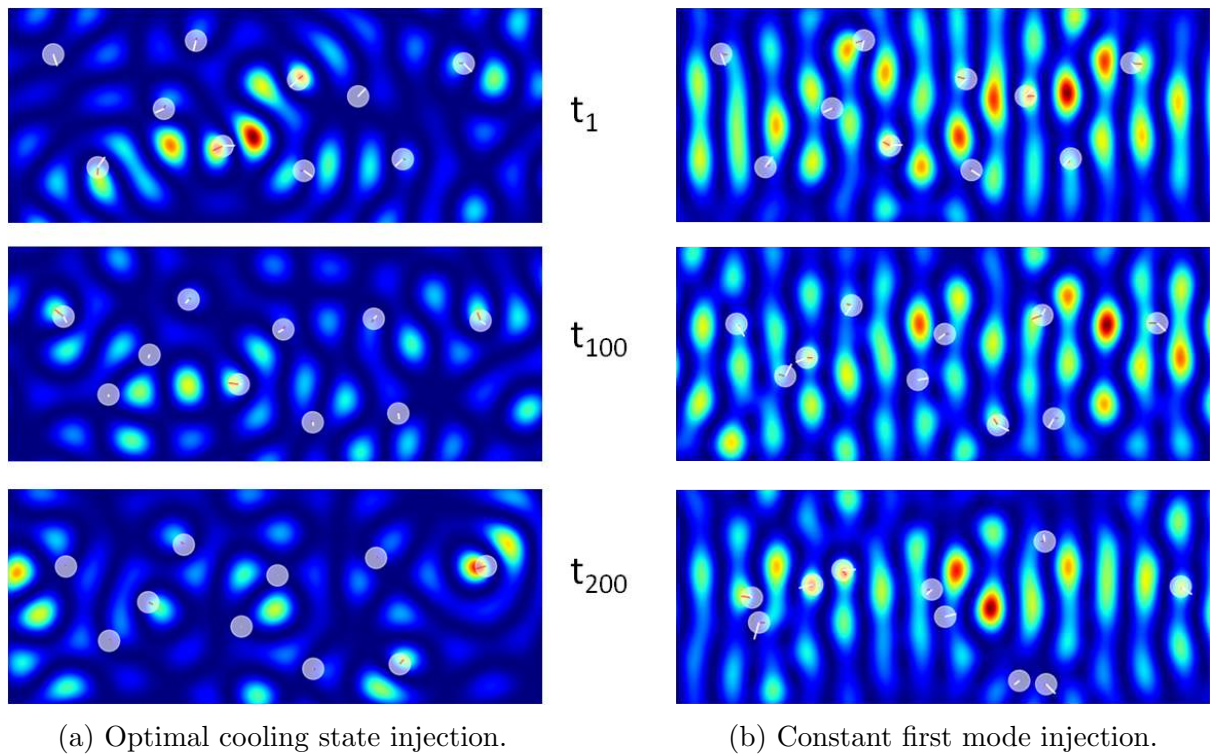 t₁
t₁₀₀
t₂₀₀
(a) Optimal cooling state injection.
(b) Constant first mode injection.